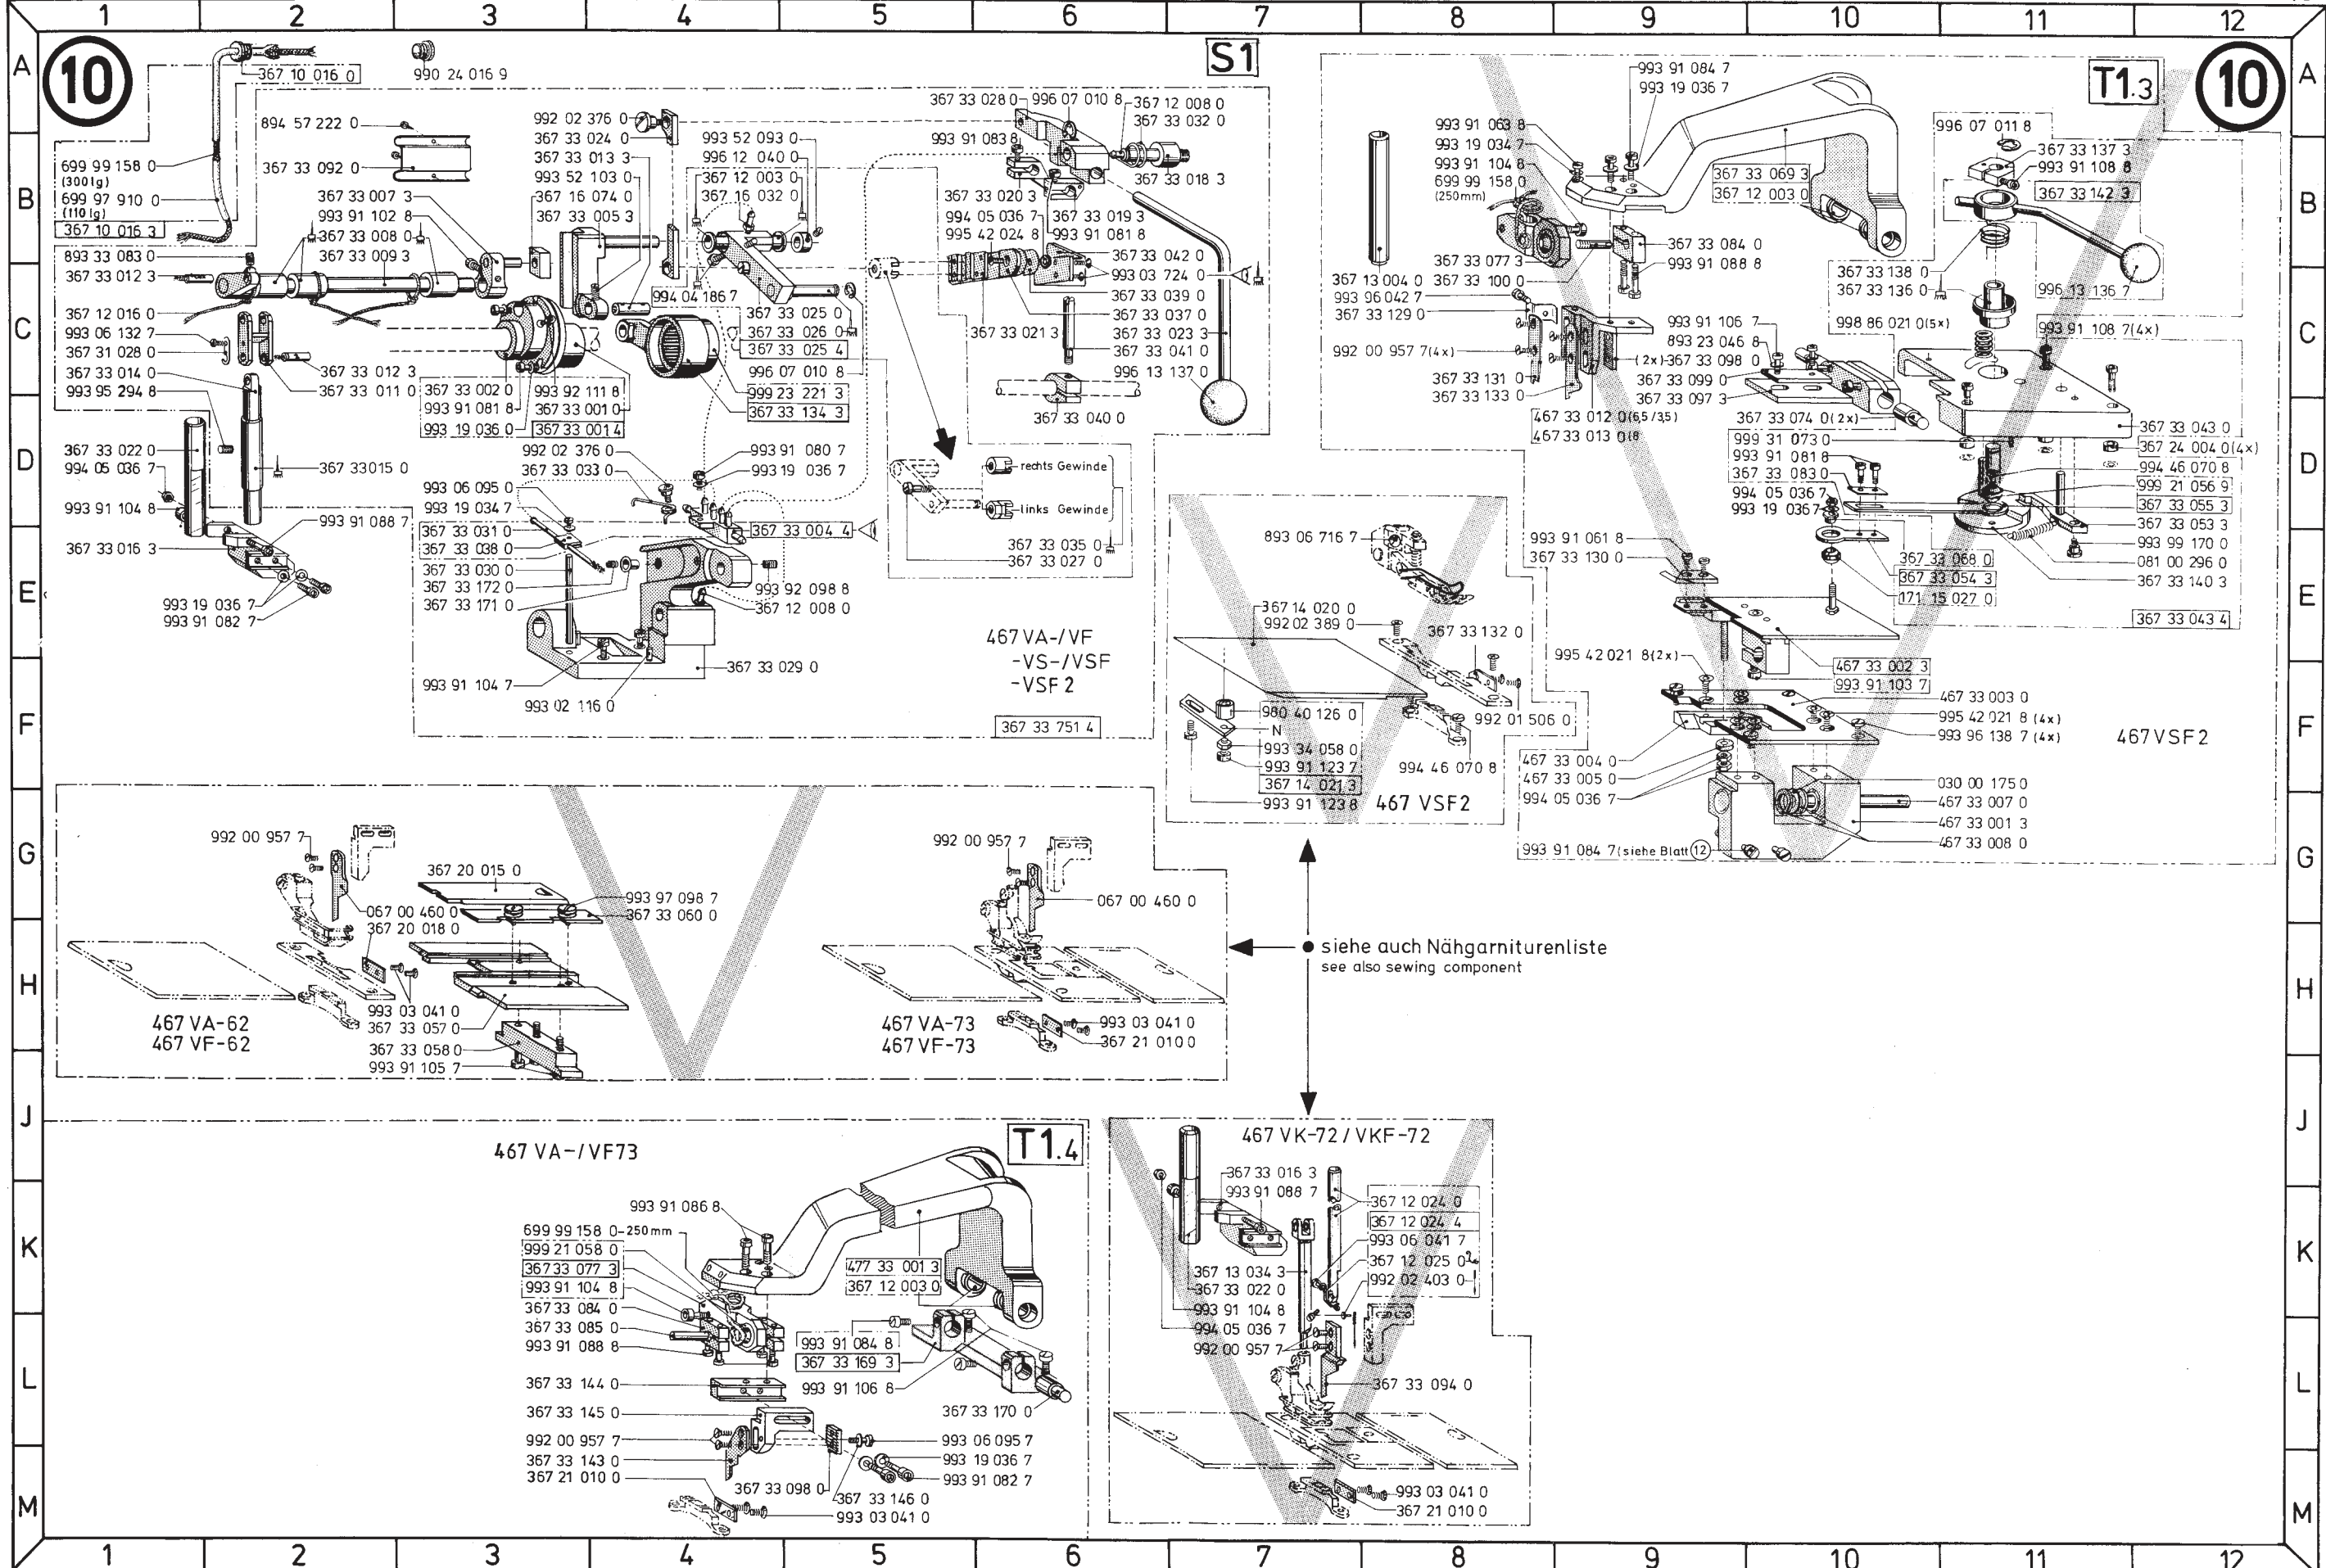 1 2 3 4 5 6 7 8 9 10 11 12
A B C D E F G H J K L M
10
S1
T1.3
10
367 10 016 0
990 24 016 9
894 57 222 0
699 99 158 0
(300 lg)
699 97 910 0
(110 lg)
367 10 016 3
367 33 092 0
367 33 007 3
993 91 102 8
367 33 008 0
367 33 009 3
893 33 083 0
367 33 012 3
367 12 016 0
993 06 132 7
367 31 028 0
367 33 014 0
993 95 294 8
367 33 012 3
367 33 011 0
367 33 022 0
994 05 036 7
993 91 104 8
367 33 016 3
367 33 015 0
993 91 088 7
993 19 036 7
993 91 082 7
992 02 376 0
367 33 024 0
367 33 013 3
993 52 103 0
367 16 074 0
367 33 005 3
993 52 093 0
996 12 040 0
367 12 003 0
367 16 032 0
994 04 186 7
367 33 025 0
367 33 026 0
367 33 025 4
996 07 010 8
999 23 221 3
367 33 134 3
367 33 002 0
993 91 081 8
993 19 036 0
993 92 111 8
367 33 001 0
367 33 001 4
367 33 028 0
996 07 010 8
367 12 008 0
367 33 032 0
993 91 083 8
367 33 018 3
367 33 020 3
994 05 036 7
995 42 024 8
367 33 019 3
993 91 081 8
367 33 042 0
993 03 724 0
367 33 039 0
367 33 037 0
367 33 021 3
367 33 023 3
367 33 041 0
996 13 137 0
367 33 040 0
992 02 376 0
367 33 033 0
993 91 080 7
993 19 036 7
993 06 095 0
993 19 034 7
367 33 031 0
367 33 038 0
367 33 030 0
367 33 172 0
367 33 171 0
367 33 004 4
993 92 098 8
367 12 008 0
367 33 029 0
993 91 104 7
993 02 116 0
rechts Gewinde
links Gewinde
367 33 035 0
367 33 027 0
467 VA-/VF
-VS-/VSF
-VSF 2
367 33 751 4
993 91 084 7
993 19 036 7
993 91 063 8
993 19 034 7
993 91 104 8
699 99 158 0
(250mm)
367 33 069 3
367 12 003 0
367 33 084 0
993 91 088 8
367 33 077 3
367 33 100 0
367 13 004 0
993 96 042 7
367 33 129 0
992 00 957 7 (4x)
367 33 131 0
367 33 133 0
467 33 012 0 (6,5 /3,5)
467 33 013 0 (8
993 91 106 7
893 23 046 8
(2x) 367 33 098 0
367 33 099 0
367 33 097 3
367 33 074 0 (2x)
996 07 011 8
367 33 137 3
993 91 108 8
367 33 142 3
367 33 138 0
367 33 136 0
996 13 136 7
998 86 021 0 (5x)
993 91 108 7 (4x)
367 33 043 0
367 24 004 0 (4x)
994 46 070 8
999 21 056 9
367 33 055 3
367 33 053 3
993 99 170 0
081 00 296 0
367 33 140 3
367 33 043 4
999 31 073 0
993 91 081 8
367 33 083 0
994 05 036 7
993 19 036 7
367 33 068 0
367 33 054 3
171 15 027 0
993 91 061 8
367 33 130 0
995 42 021 8 (2x)
467 33 002 3
993 91 103 7
467 33 003 0
995 42 021 8 (4x)
993 96 138 7 (4x)
467 VSF2
467 33 004 0
467 33 005 0
994 05 036 7
030 00 175 0
467 33 007 0
467 33 001 3
467 33 008 0
993 91 084 7 (siehe Blatt 12
893 06 716 7
367 14 020 0
992 02 389 0
367 33 132 0
980 40 126 0
N
993 34 058 0
993 91 123 7
367 14 021 3
993 91 123 8
992 01 506 0
994 46 070 8
467 VSF2
992 00 957 7
067 00 460 0
367 20 018 0
993 03 041 0
367 20 015 0
993 97 098 7
367 33 060 0
367 33 057 0
367 33 058 0
993 91 105 7
467 VA-62
467 VF-62
992 00 957 7
067 00 460 0
993 03 041 0
367 21 010 0
467 VA-73
467 VF-73
siehe auch Nähgarniturenliste
see also sewing component
467 VA-/VF73
T1.4
993 91 086 8
699 99 158 0-250mm
999 21 058 0
367 33 077 3
993 91 104 8
367 33 084 0
367 33 085 0
993 91 088 8
367 33 144 0
367 33 145 0
992 00 957 7
367 33 143 0
367 21 010 0
477 33 001 3
367 12 003 0
993 91 084 8
367 33 169 3
993 91 106 8
367 33 170 0
993 06 095 7
993 19 036 7
993 91 082 7
367 33 098 0
367 33 146 0
993 03 041 0
467 VK-72 / VKF-72
367 33 016 3
993 91 088 7
367 12 024 0
367 12 024 4
993 06 041 7
367 12 025 0
992 02 403 0
367 13 034 3
367 33 022 0
993 91 104 8
994 05 036 7
992 00 957 7
367 33 094 0
993 03 041 0
367 21 010 0
1 2 3 4 5 6 7 8 9 10 11 12
A B C D E F G H J K L M